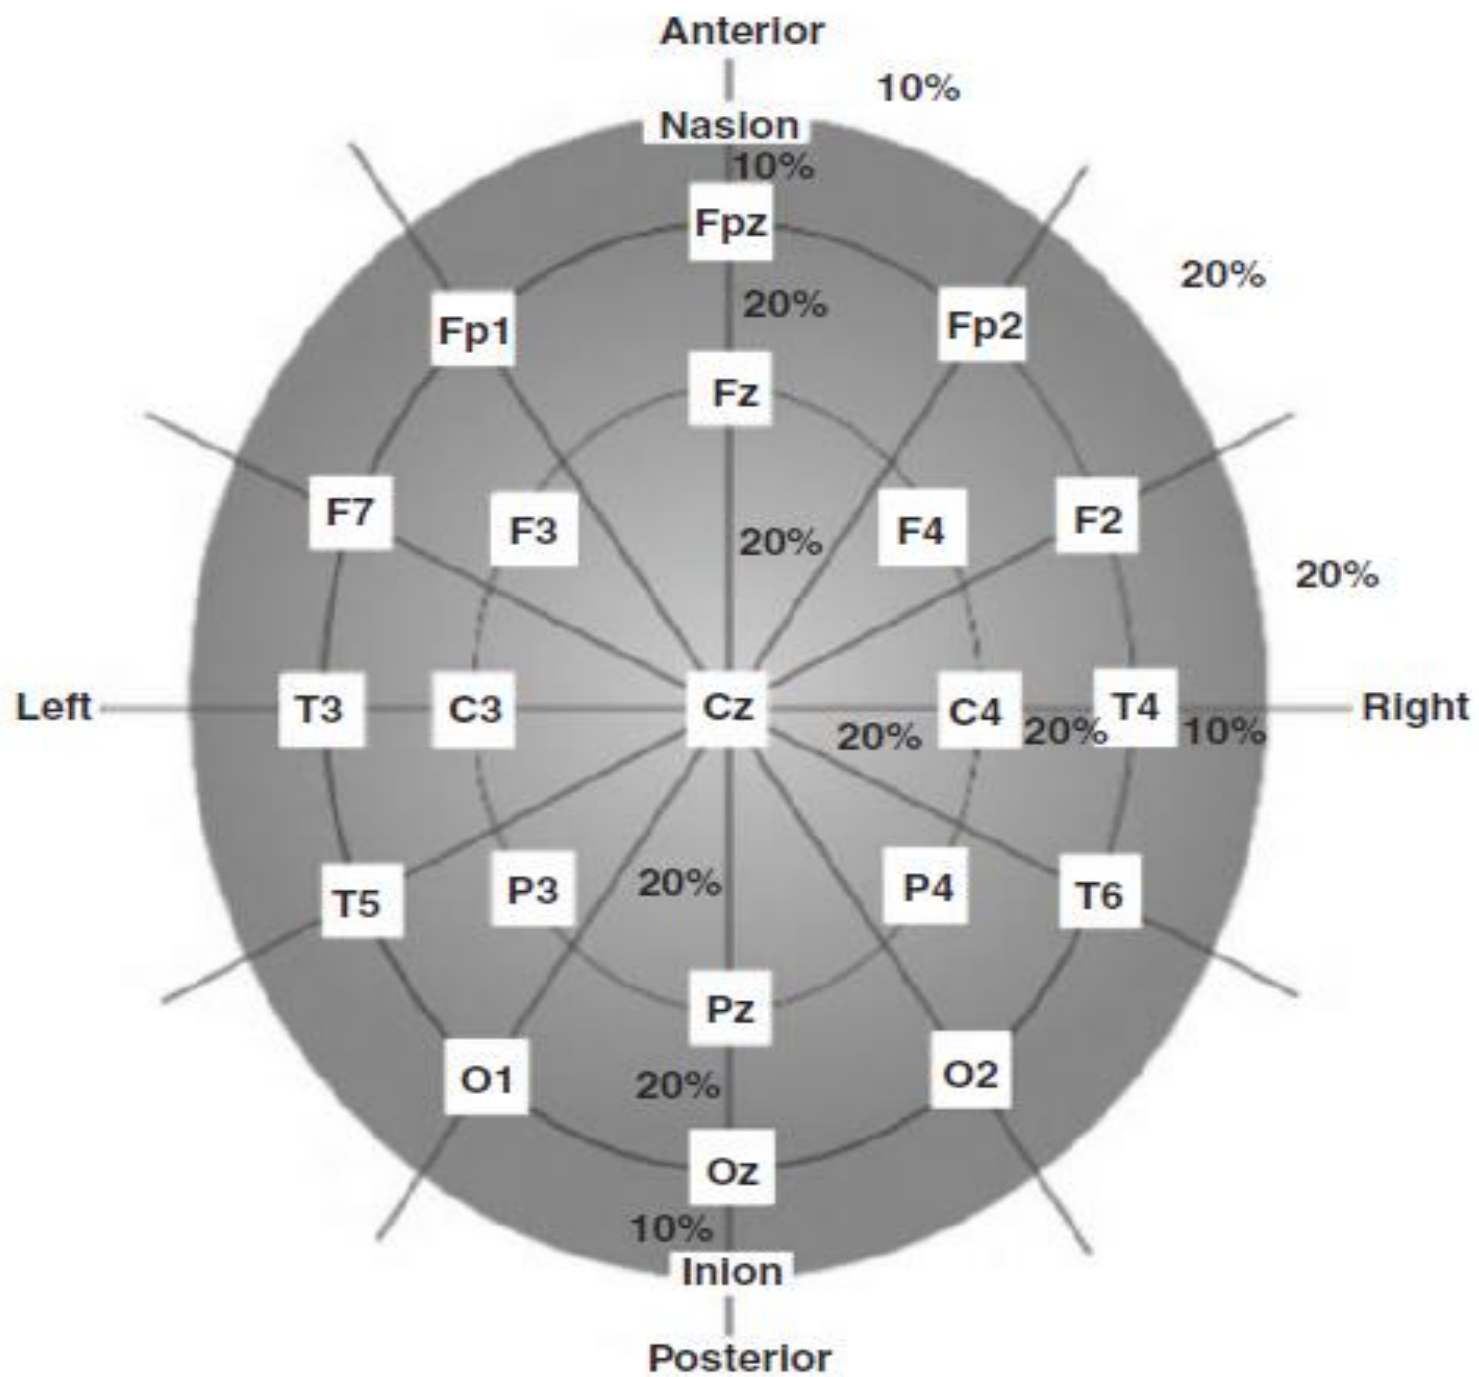 Anterior
10%
Nasion
10%
Fpz
20%
20%
Fp1
Fp2
Fz
F7
F3
20%
F4
F2
20%
Left
T3
C3
Cz
20%
C4
20%
T4
10%
Right
T5
P3
20%
P4
T6
Pz
O1
20%
O2
Oz
10%
Inion
Posterior